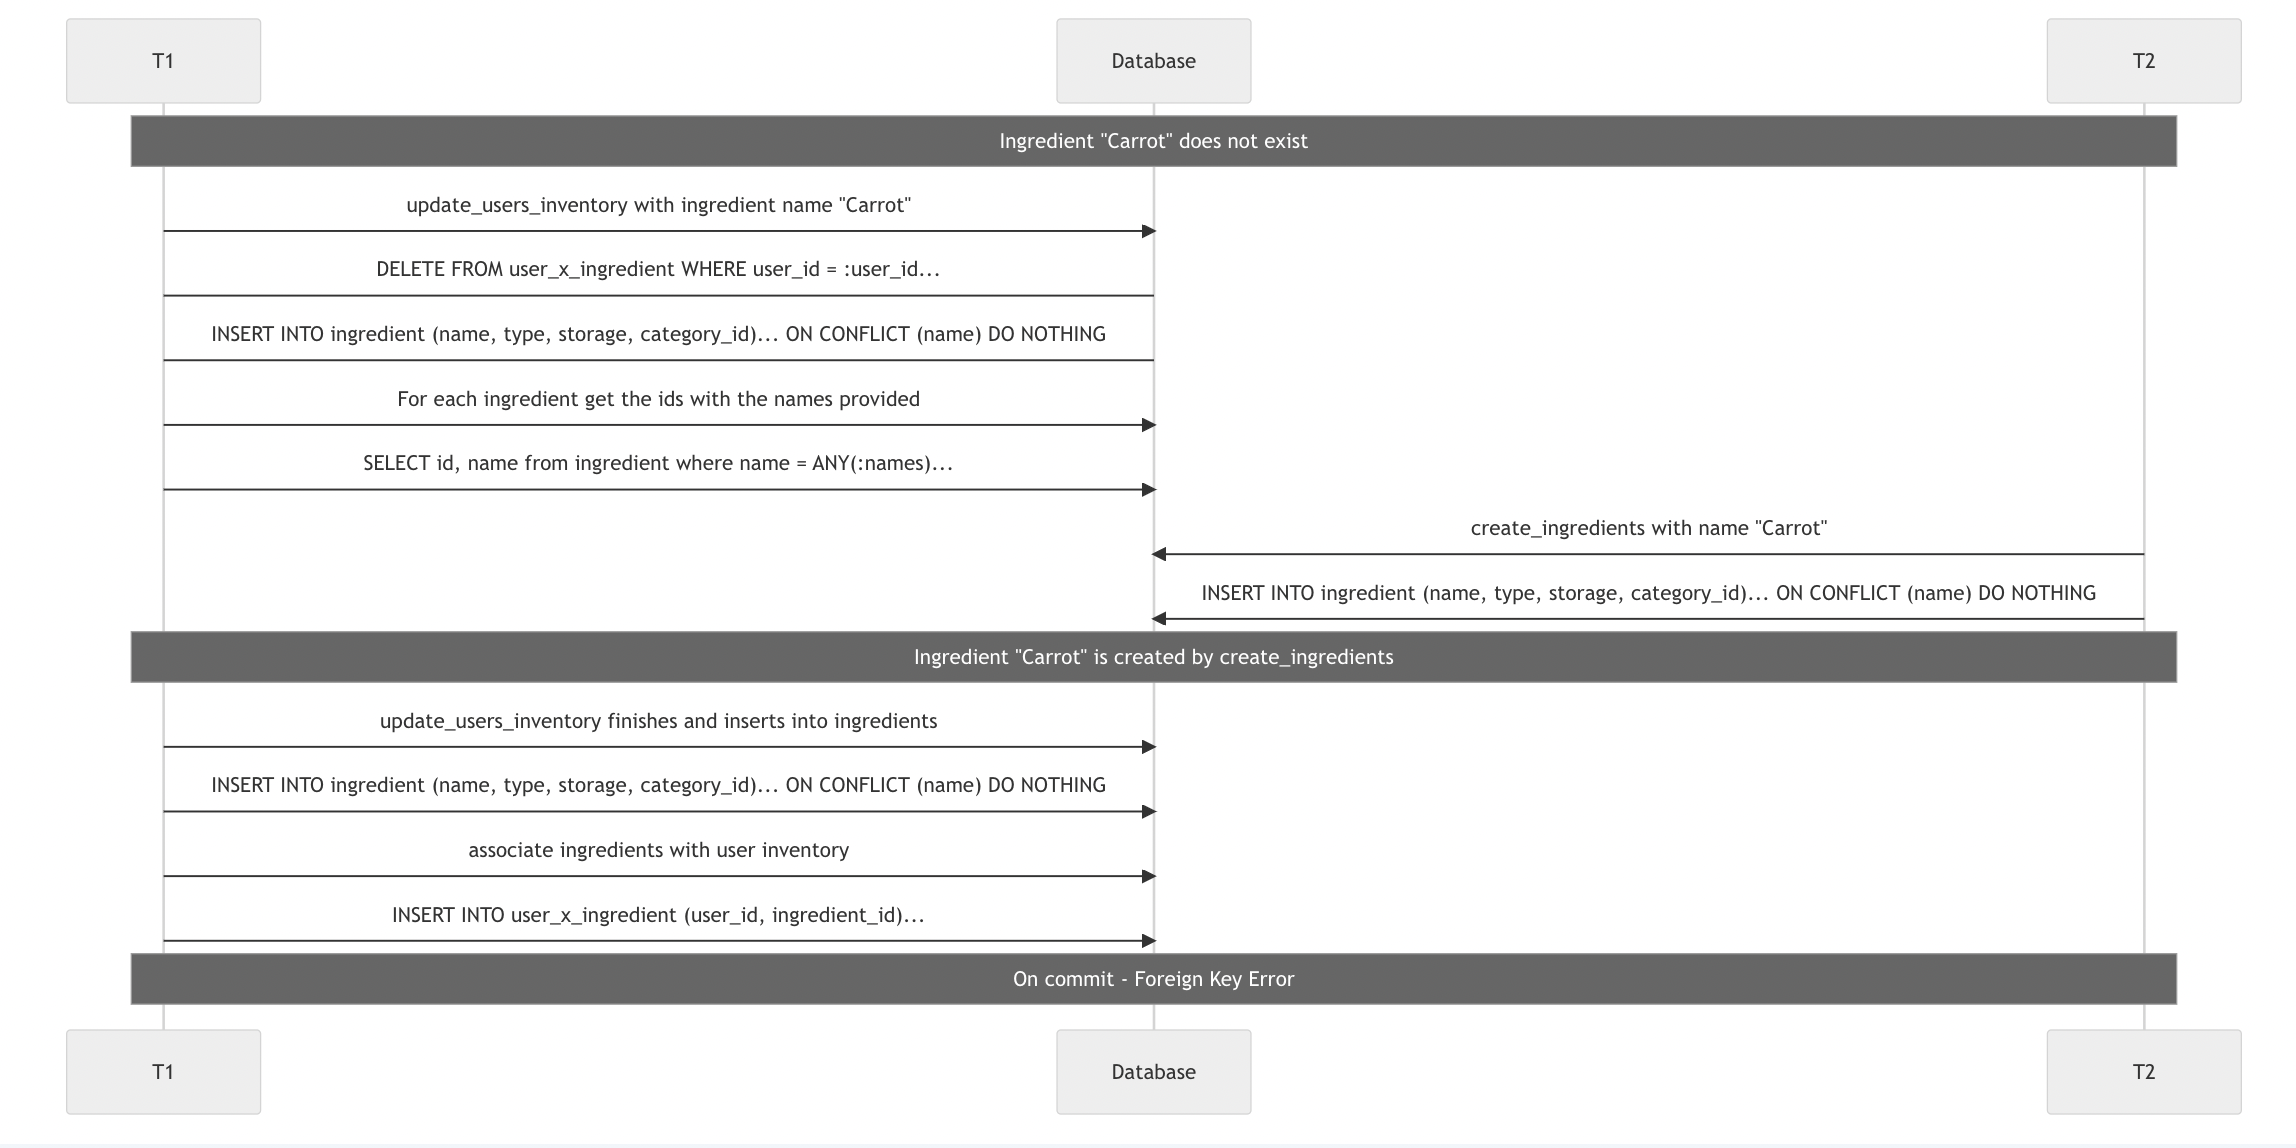 T1
Database
T2
Ingredient "Carrot" does not exist
update_users_inventory with ingredient name "Carrot"
DELETE FROM user_x_ingredient WHERE user_id = :user_id...
INSERT INTO ingredient (name, type, storage, category_id)... ON CONFLICT (name) DO NOTHING
For each ingredient get the ids with the names provided
SELECT id, name from ingredient where name = ANY(:names)...
create_ingredients with name "Carrot"
INSERT INTO ingredient (name, type, storage, category_id)... ON CONFLICT (name) DO NOTHING
Ingredient "Carrot" is created by create_ingredients
update_users_inventory finishes and inserts into ingredients
INSERT INTO ingredient (name, type, storage, category_id)... ON CONFLICT (name) DO NOTHING
associate ingredients with user inventory
INSERT INTO user_x_ingredient (user_id, ingredient_id)...
On commit - Foreign Key Error
T1
Database
T2